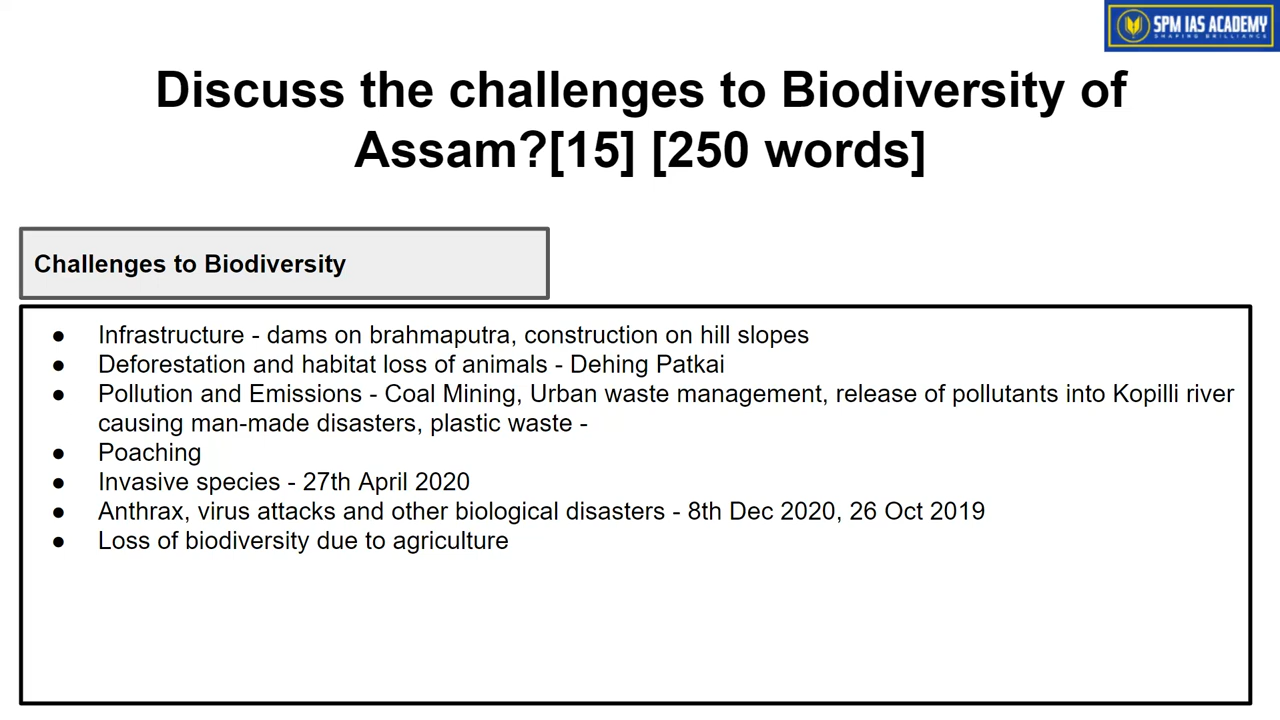 SPM IAS ACADEMY
SHAPING BRILLIANCE
Discuss the challenges to Biodiversity of
Assam?[15] [250 words]
Challenges to Biodiversity
● Infrastructure - dams on brahmaputra, construction on hill slopes
● Deforestation and habitat loss of animals - Dehing Patkai
● Pollution and Emissions - Coal Mining, Urban waste management, release of pollutants into Kopilli river
causing man-made disasters, plastic waste -
● Poaching
● Invasive species - 27th April 2020
● Anthrax, virus attacks and other biological disasters - 8th Dec 2020, 26 Oct 2019
● Loss of biodiversity due to agriculture